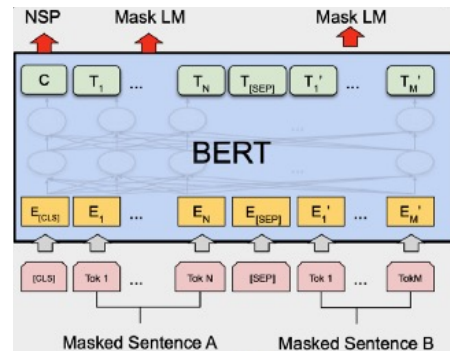 NSP Mask LM Mask LM
C T1 ... TN T[SEP] T1' ... TM'
...
BERT
...
E[CLS] E1 ... EN E[SEP] E1' ... EM'
[CLS] Tok 1 ... Tok N [SEP] Tok 1 ... TokM
Masked Sentence A Masked Sentence B